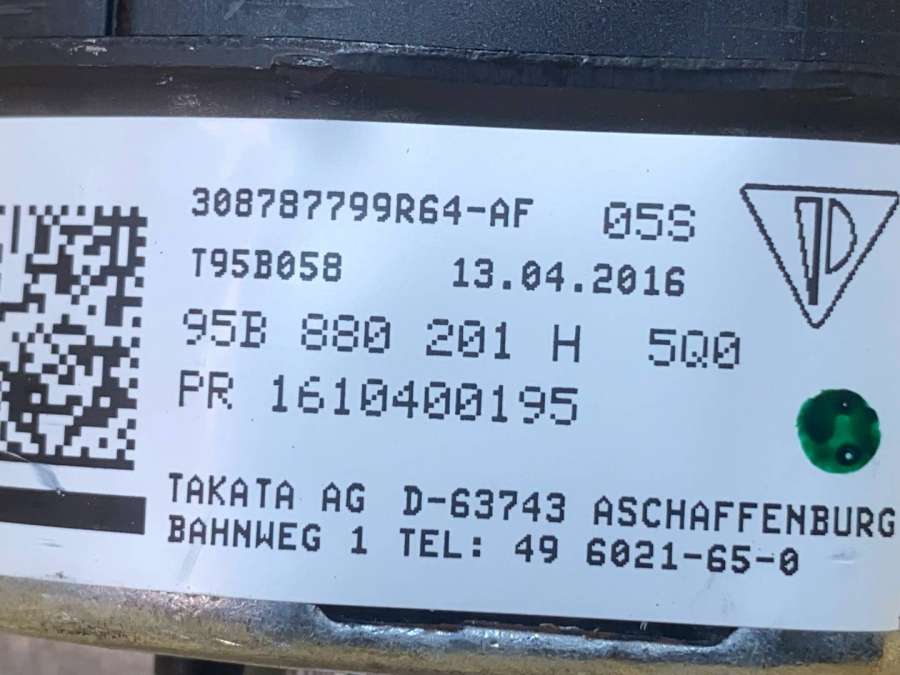 308787799R64-AF 05S
T95B058 13.04.2016
95B 880 201 H 5Q0
PR 1610400195
TAKATA AG D-63743 ASCHAFFENBURG
BAHNWEG 1 TEL: 49 6021-65-0